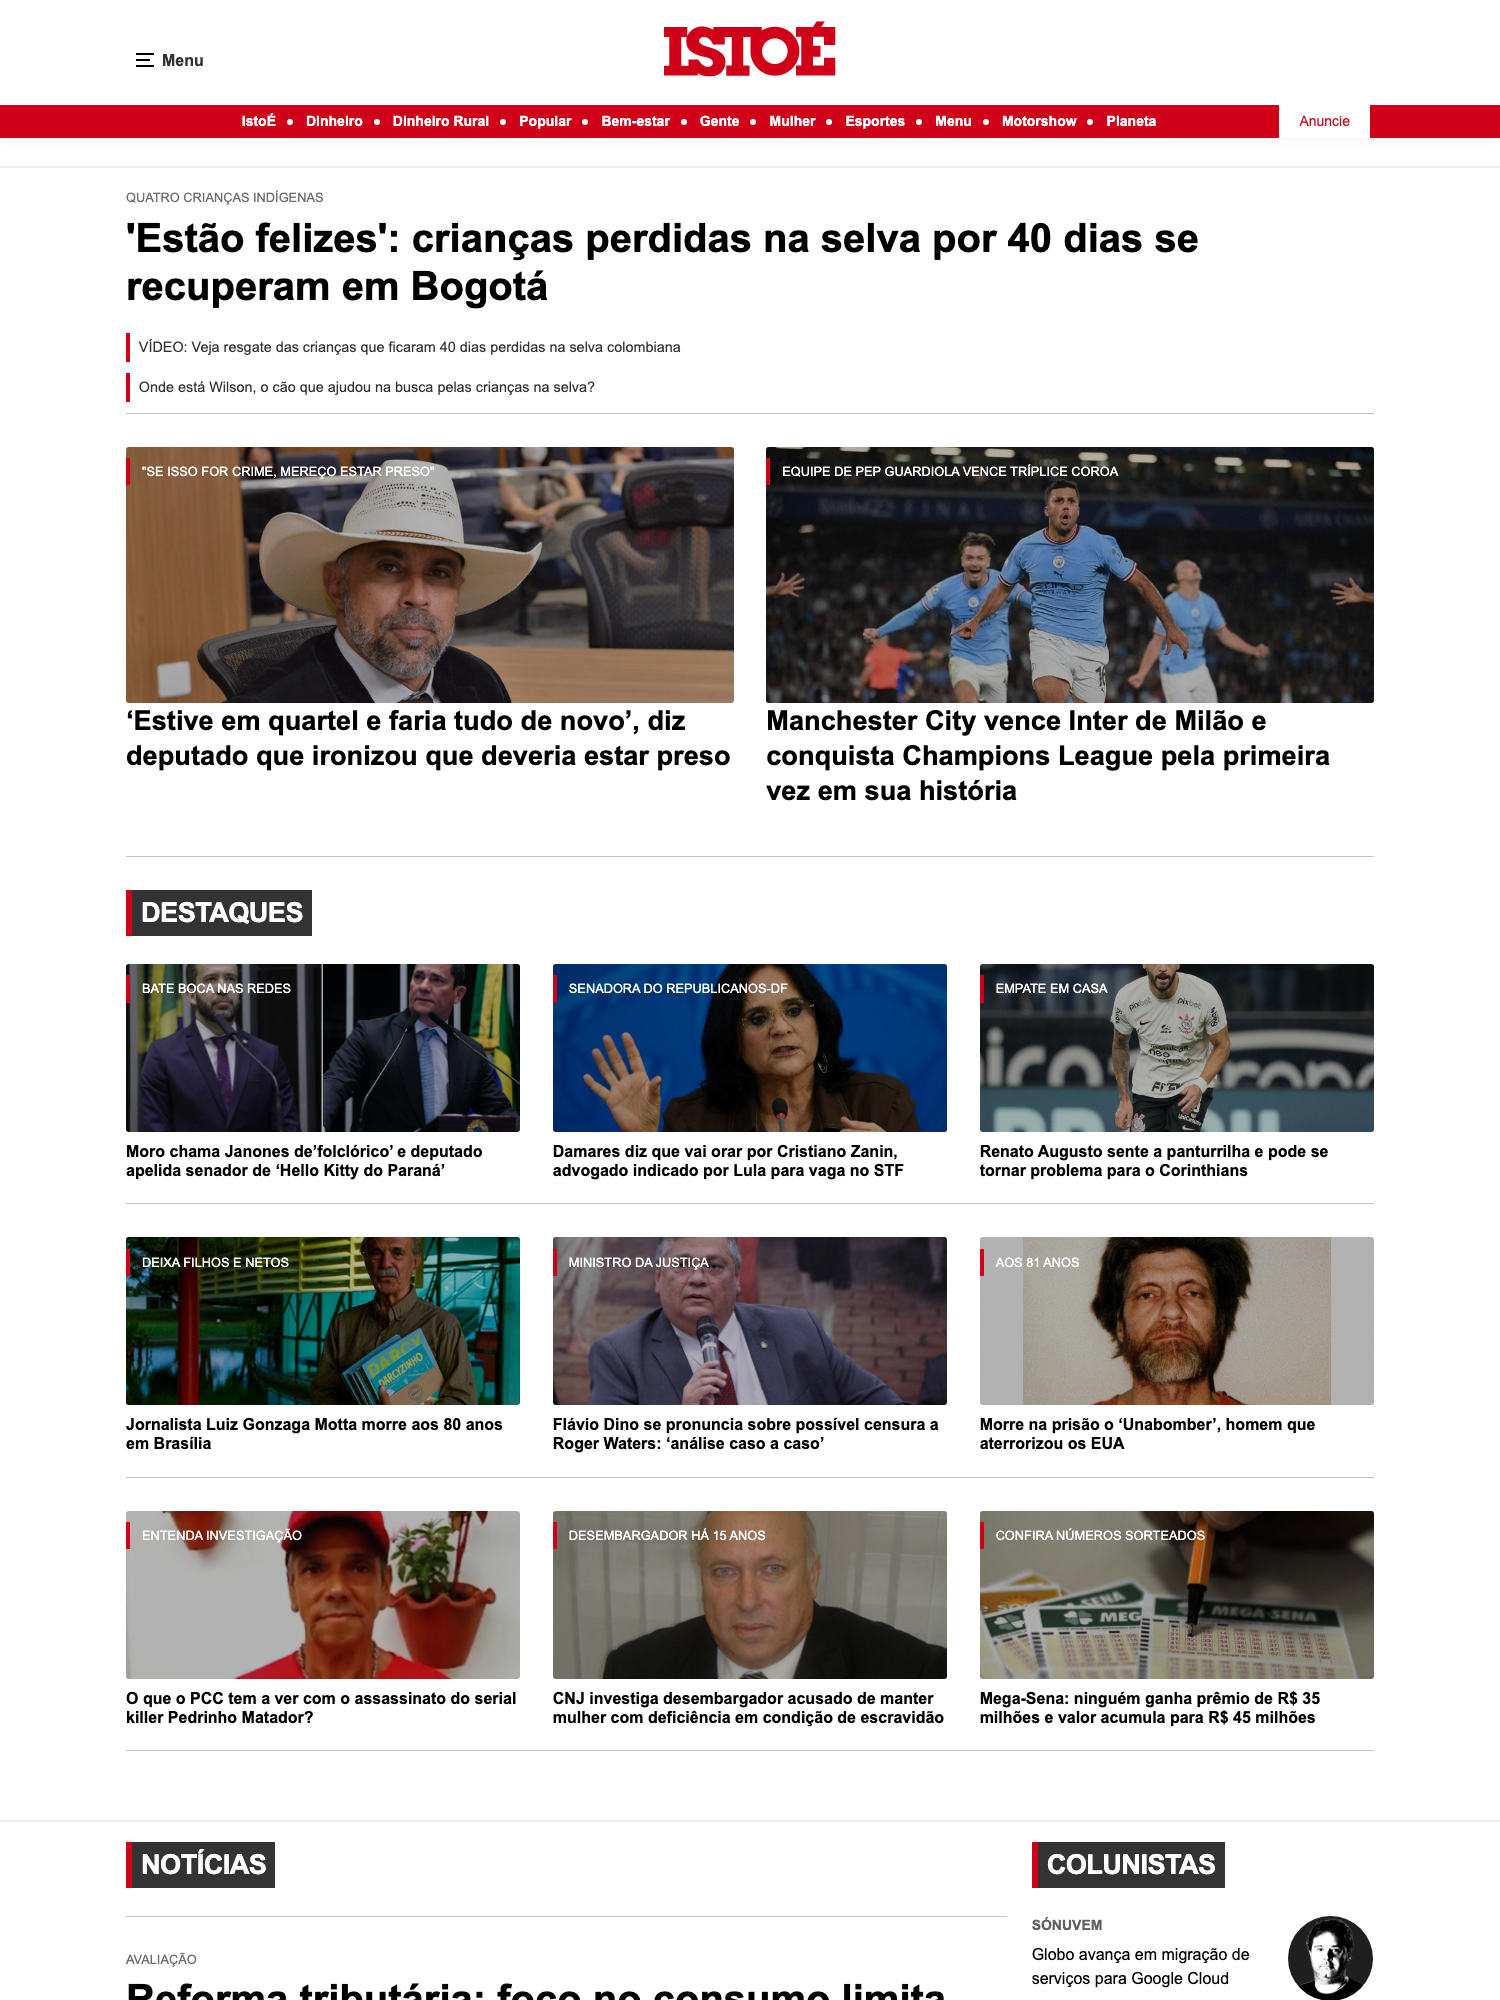 Menu
ISTOÉ
IstoÉ • Dinheiro • Dinheiro Rural • Popular • Bem-estar • Gente • Mulher • Esportes • Menu • Motorshow • Planeta
Anuncie
QUATRO CRIANÇAS INDÍGENAS
'Estão felizes': crianças perdidas na selva por 40 dias se
recuperam em Bogotá
VÍDEO: Veja resgate das crianças que ficaram 40 dias perdidas na selva colombiana
Onde está Wilson, o cão que ajudou na busca pelas crianças na selva?
"SE ISSO FOR CRIME, MEREÇO ESTAR PRESO"
‘Estive em quartel e faria tudo de novo’, diz
deputado que ironizou que deveria estar preso
EQUIPE DE PEP GUARDIOLA VENCE TRÍPLICE COROA
Manchester City vence Inter de Milão e
conquista Champions League pela primeira
vez em sua história
DESTAQUES
BATE BOCA NAS REDES
Moro chama Janones de’folclórico’ e deputado
apelida senador de ‘Hello Kitty do Paraná’
SENADORA DO REPUBLICANOS-DF
Damares diz que vai orar por Cristiano Zanin,
advogado indicado por Lula para vaga no STF
EMPATE EM CASA
pixbet
pixbet
neo
Renato Augusto sente a panturrilha e pode se
tornar problema para o Corinthians
DEIXA FILHOS E NETOS
DARCY
DARCYZINHO
Jornalista Luiz Gonzaga Motta morre aos 80 anos
em Brasília
MINISTRO DA JUSTIÇA
Flávio Dino se pronuncia sobre possível censura a
Roger Waters: ‘análise caso a caso’
AOS 81 ANOS
Morre na prisão o ‘Unabomber’, homem que
aterrorizou os EUA
ENTENDA INVESTIGAÇÃO
O que o PCC tem a ver com o assassinato do serial
killer Pedrinho Matador?
DESEMBARGADOR HÁ 15 ANOS
CNJ investiga desembargador acusado de manter
mulher com deficiência em condição de escravidão
CONFIRA NÚMEROS SORTEADOS
MEGA-SENA
Mega-Sena: ninguém ganha prêmio de R$ 35
milhões e valor acumula para R$ 45 milhões
NOTÍCIAS
AVALIAÇÃO
Reforma tributária: foco no consumo limita
COLUNISTAS
SÓNUVEM
Globo avança em migração de
serviços para Google Cloud